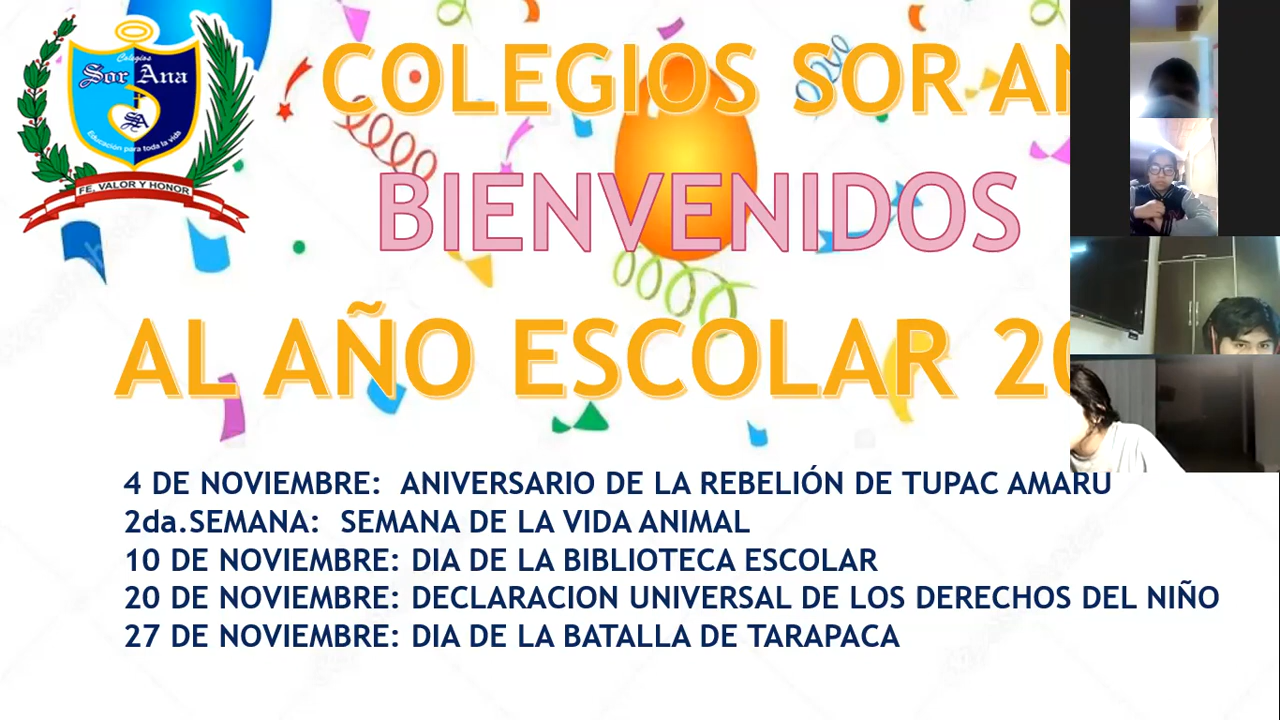 Colegios
Sor Ana
SA
Educación para toda la vida
FE, VALOR Y HONOR
COLEGIOS SOR
BIENVENIDOS
AL AÑO ESCOLAR
4 DE NOVIEMBRE: ANIVERSARIO DE LA REBELIÓN DE TUPAC AMARU
2da.SEMANA: SEMANA DE LA VIDA ANIMAL
10 DE NOVIEMBRE: DIA DE LA BIBLIOTECA ESCOLAR
20 DE NOVIEMBRE: DECLARACION UNIVERSAL DE LOS DERECHOS DEL NIÑO
27 DE NOVIEMBRE: DIA DE LA BATALLA DE TARAPACA